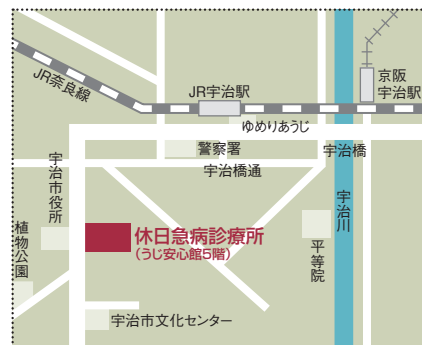 JR奈良線
JR宇治駅
京阪
宇治駅
ゆめりあうじ
警察署
宇治橋
宇治橋通
宇治市役所
宇治川
植物公園
休日急病診療所
(うじ安心館5階)
平等院
宇治市文化センター